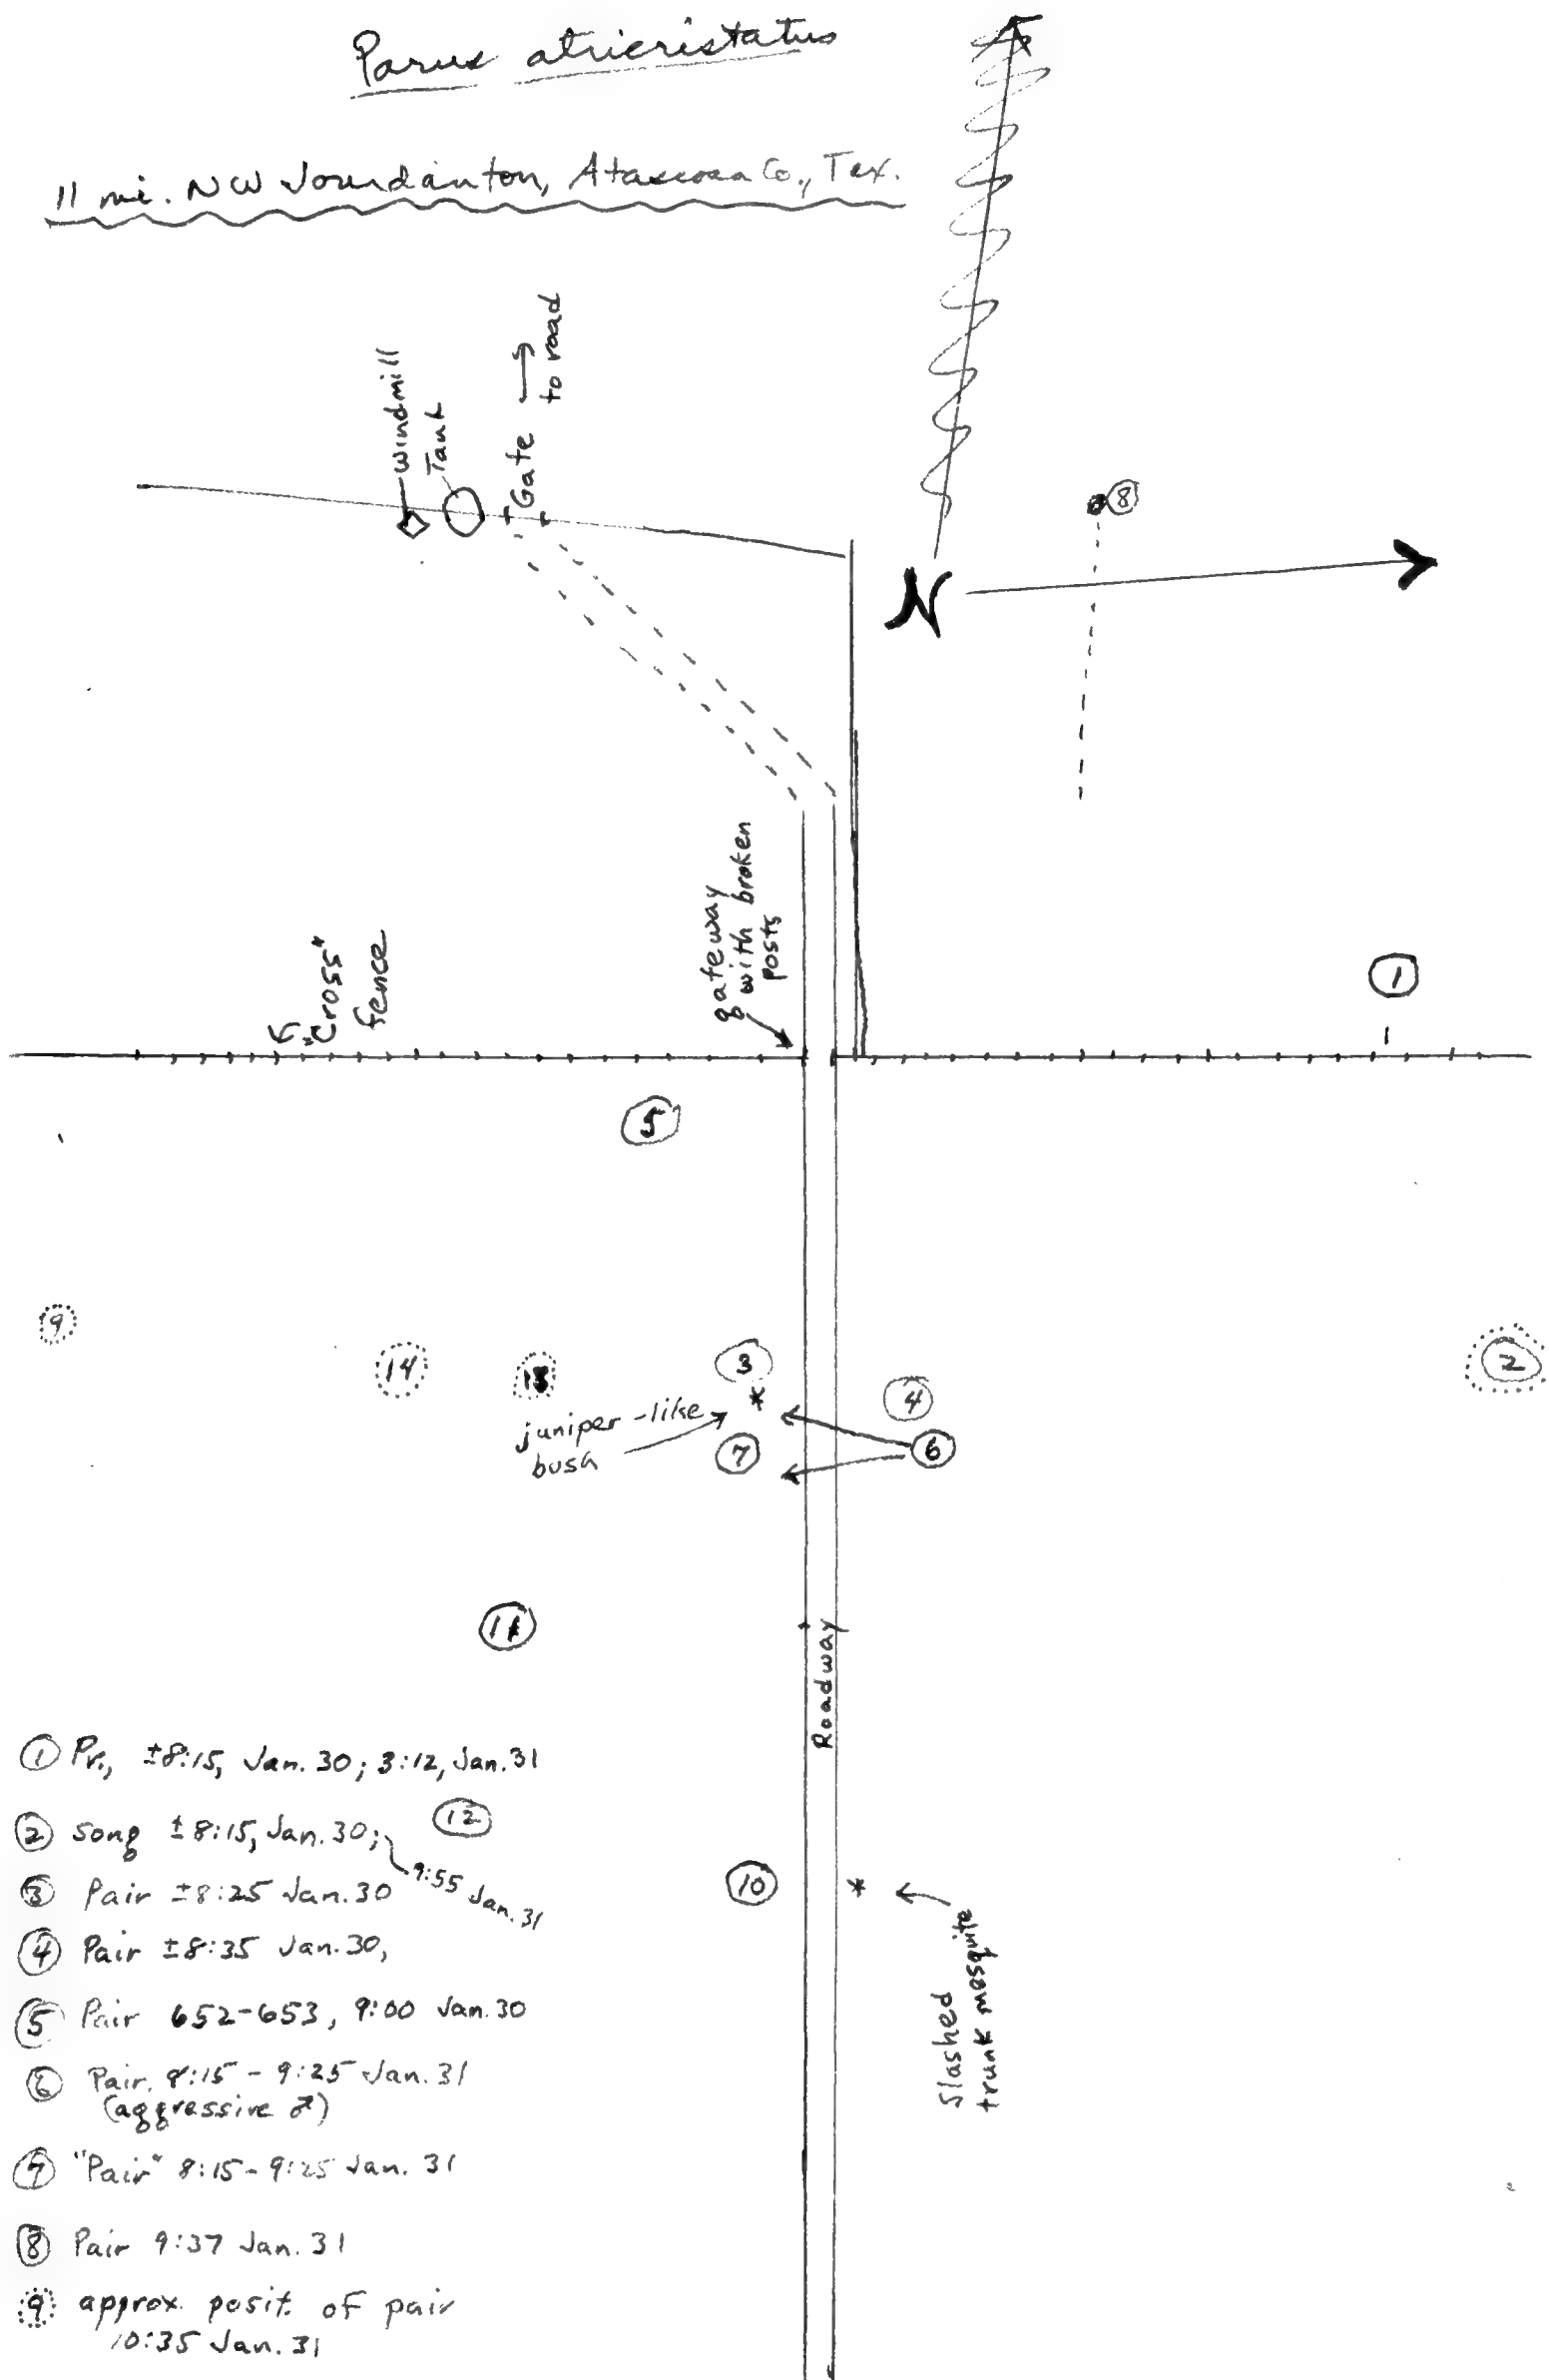 Parus atricristatus
11 mi. NW Jourdanton, Atascosa Co., Tex.
windmill
Tank
Gate →
to road
8
N
gateway
with broken
posts
"Cross"
fence
1
5
9
14
3
2
4
juniper-like
bush
7
6
11
Roadway
① Pr., ±8:15, Jan. 30; 3:12, Jan. 31
② song ±8:15, Jan. 30;
9:55 Jan. 31
12
③ Pair ±8:25 Jan. 30
10
④ Pair ±8:35 Jan. 30,
Slashed
trunk mesquite
⑤ Pair 652-653, 9:00 Jan. 30
⑥ Pair, 8:15 - 9:25 Jan. 31
(aggressive ♂)
⑦ "Pair" 8:15 - 9:25 Jan. 31
⑧ Pair 9:37 Jan. 31
⑨ approx. posit. of pair
10:35 Jan. 31